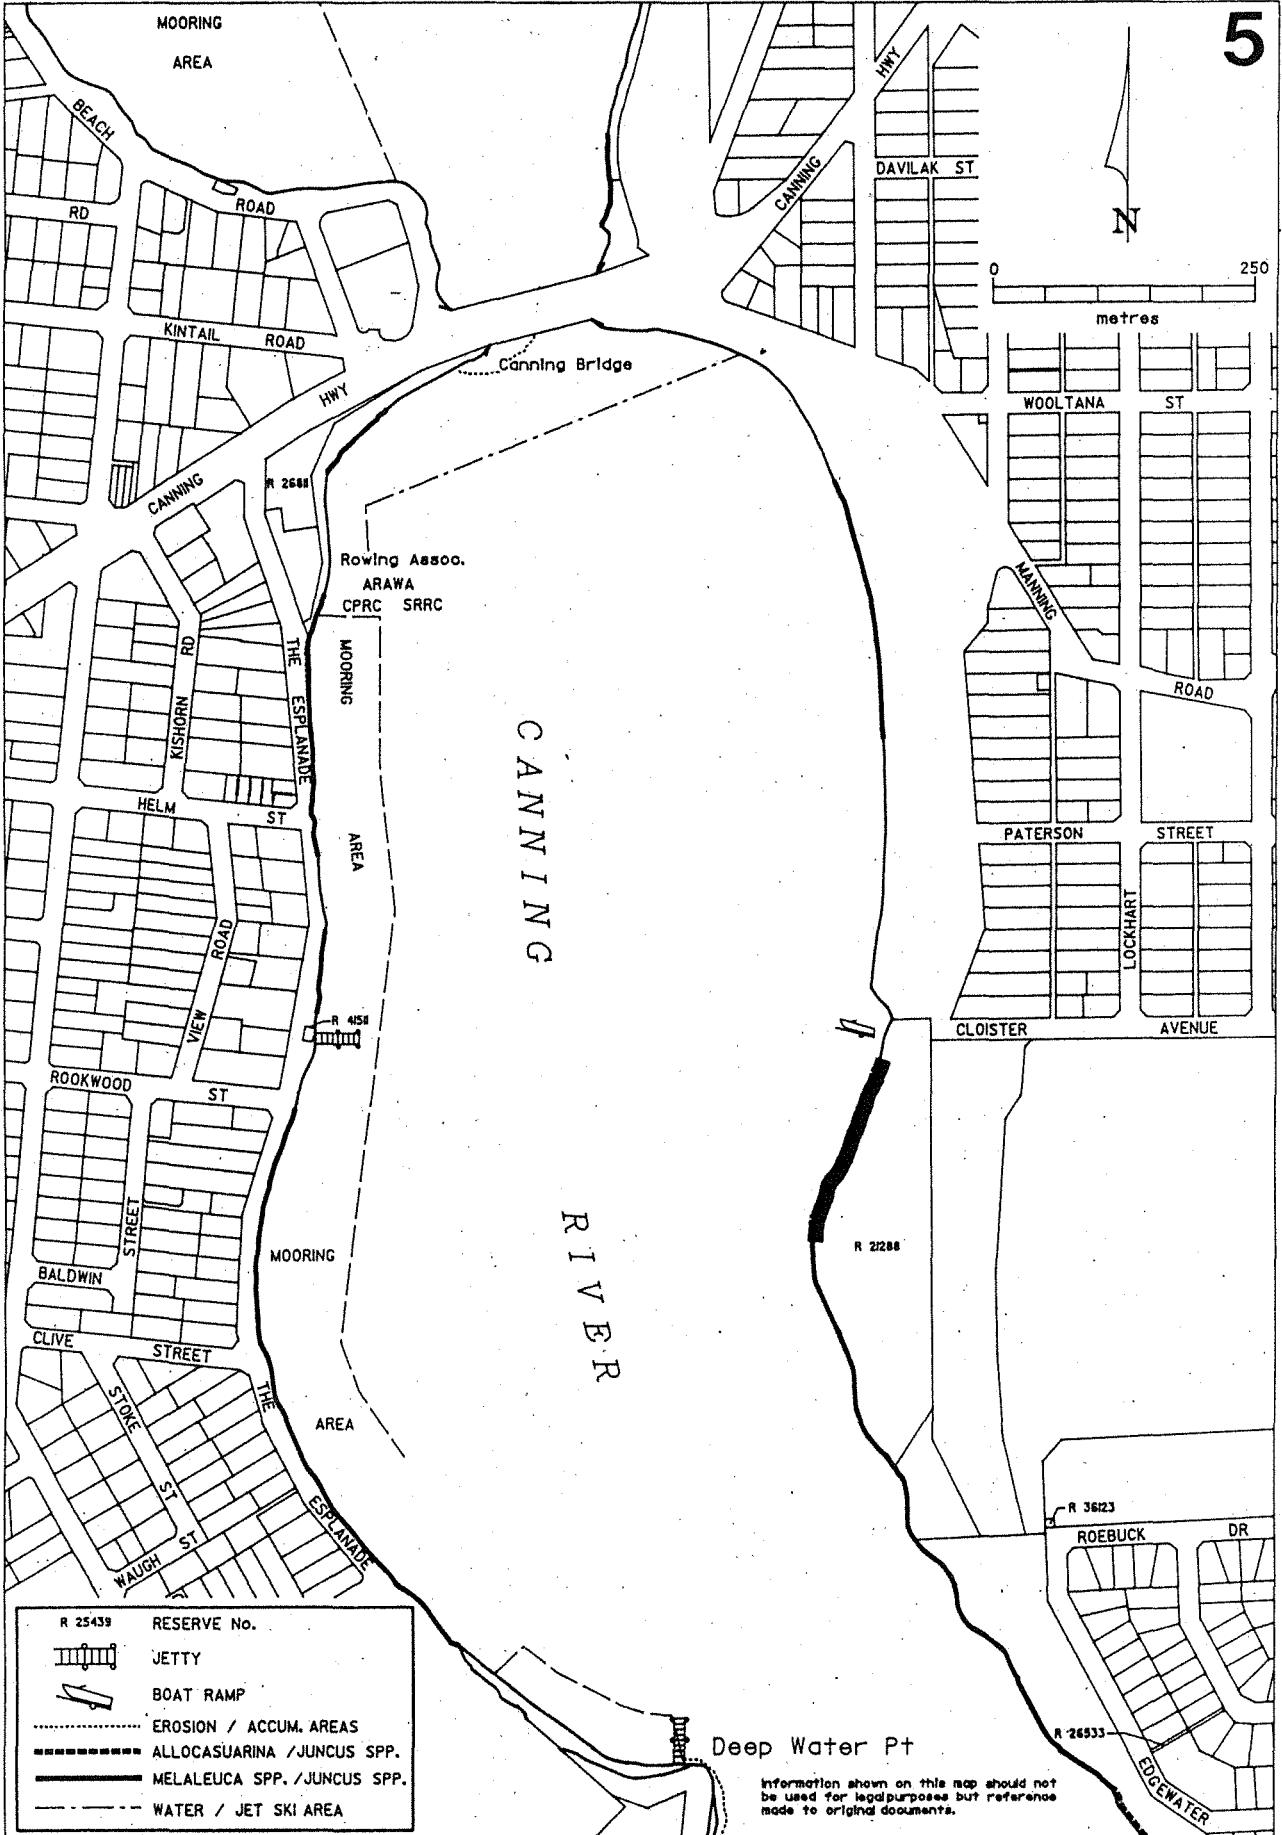 5
MOORING
AREA
BEACH
ROAD
RD
HWY
CANNING
DAVILAK ST
N
0 250
metres
KINTAIL ROAD
Canning Bridge
HWY
CANNING
WOOLTANA ST
Rowing Assoc.
ARAWA
CPRC SRRC
MANNING
ROAD
KISHORN RD
THE ESPLANADE
MOORING
AREA
CANNING
RIVER
HELM ST
PATERSON STREET
LOCKHART
VIEW ROAD
CLOISTER AVENUE
ROOKWOOD ST
STREET
BALDWIN
MOORING
AREA
R 21288
CLIVE STREET
THE ESPLANADE
STOKE ST
WAUGH ST
R 36123
ROEBUCK DR
R 26533
EDGEWATER
Deep Water Pt
Information shown on this map should not
be used for legal purposes but reference
made to original documents.
R 25439 RESERVE No.
JETTY
BOAT RAMP
EROSION / ACCUM. AREAS
ALLOCASUARINA /JUNCUS SPP.
MELALEUCA SPP. /JUNCUS SPP.
WATER / JET SKI AREA